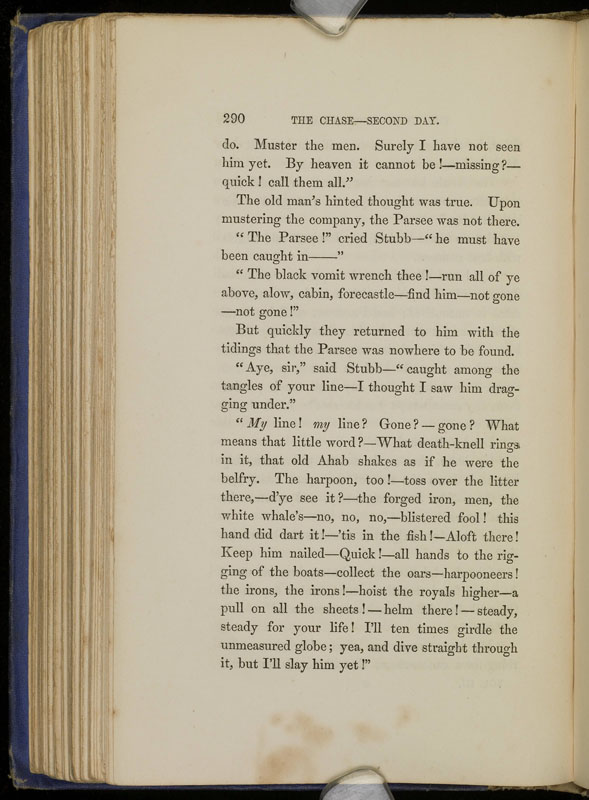 290 THE CHASE—SECOND DAY.
do. Muster the men. Surely I have not seen
him yet. By heaven it cannot be!—missing?—
quick! call them all.”
The old man’s hinted thought was true. Upon
mustering the company, the Parsee was not there.
“The Parsee!” cried Stubb—“he must have
been caught in——”
“The black vomit wrench thee!—run all of ye
above, alow, cabin, forecastle—find him—not gone
—not gone!”
But quickly they returned to him with the
tidings that the Parsee was nowhere to be found.
“Aye, sir,” said Stubb—“caught among the
tangles of your line—I thought I saw him drag-
ging under.”
“My line! my line? Gone?—gone? What
means that little word?—What death-knell rings
in it, that old Ahab shakes as if he were the
belfry. The harpoon, too!—toss over the litter
there,—d’ye see it?—the forged iron, men, the
white whale’s—no, no, no,—blistered fool! this
hand did dart it!—’tis in the fish!—Aloft there!
Keep him nailed—Quick!—all hands to the rig-
ging of the boats—collect the oars—harpooneers!
the irons, the irons!—hoist the royals higher—a
pull on all the sheets!—helm there!—steady,
steady for your life! I’ll ten times girdle the
unmeasured globe; yea, and dive straight through
it, but I’ll slay him yet!”